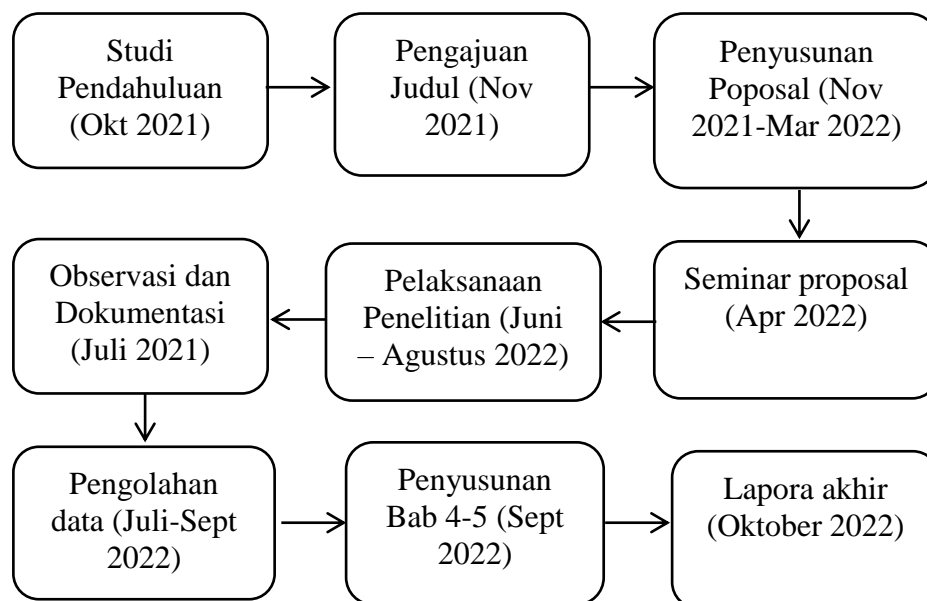 Studi
Pendahuluan
(Okt 2021)
Pengajuan
Judul (Nov
2021)
Penyusunan
Poposal (Nov
2021-Mar 2022)
Observasi dan
Dokumentasi
(Juli 2021)
Pelaksanaan
Penelitian (Juni
– Agustus 2022)
Seminar proposal
(Apr 2022)
Pengolahan
data (Juli-Sept
2022)
Penyusunan
Bab 4-5 (Sept
2022)
Lapora akhir
(Oktober 2022)